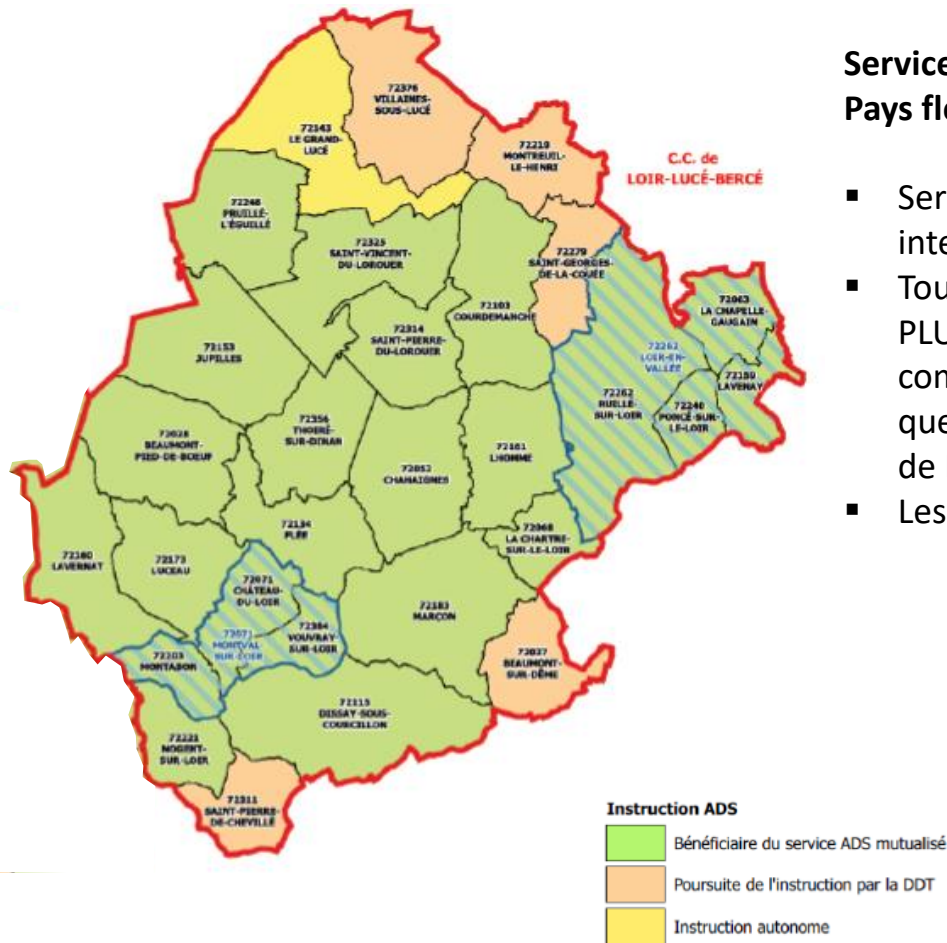 Service
Pays fl
C.C. de
LOIR-LUCÉ-BERCÉ
Ser
inte
Tou
PLU
com
que
de
Les
72376
VILLAINES-
SOUS-LUCÉ
72143
LE GRAND-
LUCÉ
72210
MONTREUIL-
LE-HENRI
72248
PRUILLÉ-
L'ÉGUILLÉ
72325
SAINT-VINCENT-
DU-LOROUER
72279
SAINT-GEORGES-
DE-LA-COUÉE
72103
COURDEMANCHE
72063
LA CHAPELLE-
GAUGAIN
72314
SAINT-PIERRE-
DU-LOROUER
72153
JUPILLES
72262
LOIR-EN-
VALLÉE
72159
LAVENAY
72262
RUILLÉ-
SUR-LOIR
72240
PONCÉ-SUR-
LE-LOIR
72356
THOIRÉ-
SUR-DINAN
72028
BEAUMONT-
PIED-DE-BOEUF
72052
CHAHAIGNES
72161
LHOMME
72068
LA CHARTRE-
SUR-LE-LOIR
72134
FLÉE
72160
LAVERNAT
72173
LUCEAU
72071
CHÂTEAU-
DU-LOIR
72183
MARÇON
72071
MONTVAL-
SUR-LOIR
72384
VOUVRAY-
SUR-LOIR
72203
MONTABON
72027
BEAUMONT-
SUR-DÊME
72115
DISSAY-SOUS-
COURCILLON
72221
NOGENT-
SUR-LOIR
72311
SAINT-PIERRE-
DE-CHEVILLÉ
Instruction ADS
Bénéficiaire du service ADS mutualisé
Poursuite de l'instruction par la DDT
Instruction autonome